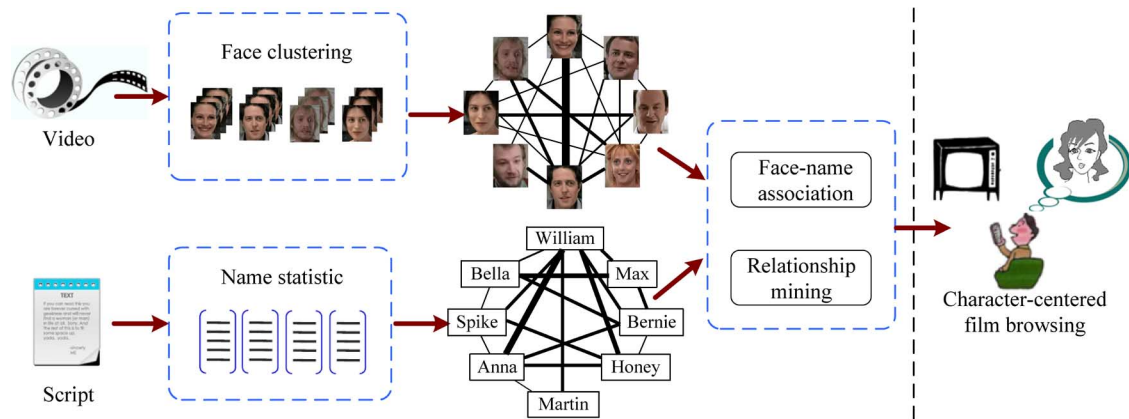 Face clustering
Video
Face-name
association
Relationship
mining
Character-centered
film browsing
Name statistic
TEXT
Script
William
Bella
Max
Spike
Bernie
Anna
Honey
Martin